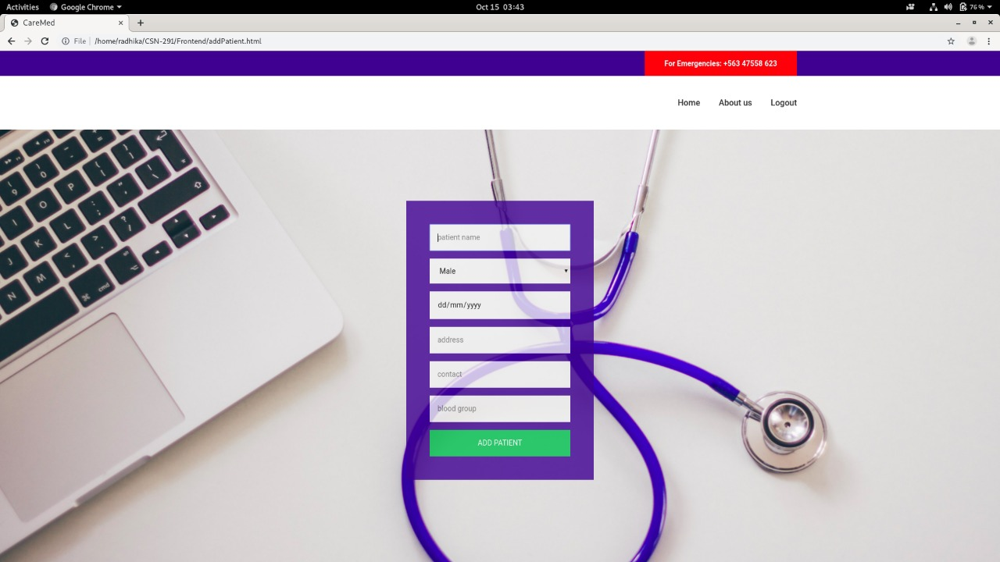 Activities Google Chrome Oct 15 03:43 76 %
CareMed
File /home/radhika/CSN-291/Frontend/addPatient.html
For Emergencies: +563 47558 623
Home About us Logout
patient name
Male
dd/mm/yyyy
address
contact
blood group
ADD PATIENT